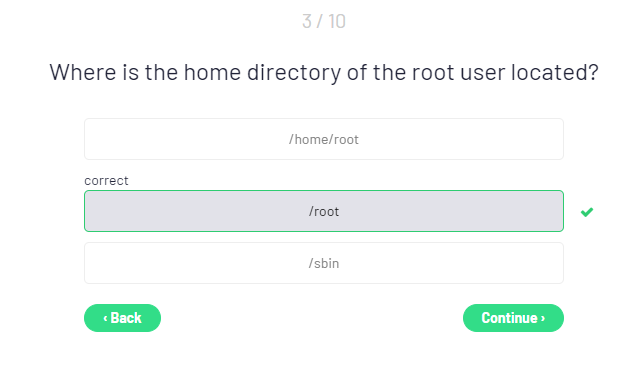 3 / 10
Where is the home directory of the root user located?
/home/root
correct
/root
/sbin
‹ Back
Continue ›